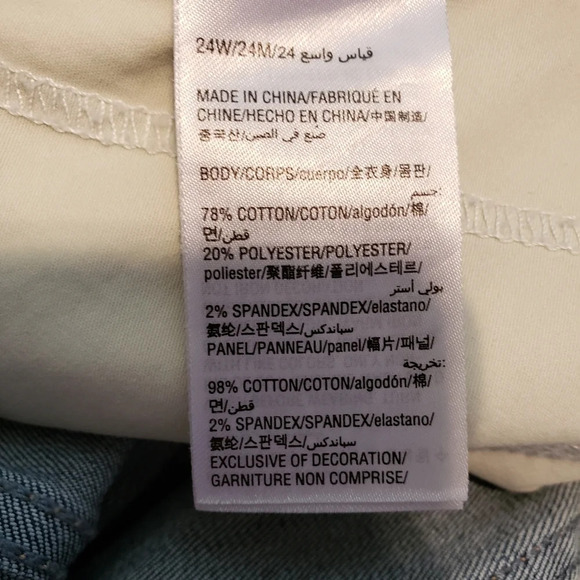 24W/24M/24 قياس واسع
MADE IN CHINA/FABRIQUÉ EN
CHINE/HECHO EN CHINA/中国制造/
중국산/صُنع في الصين
BODY/CORPS/cuerpo/全衣身/몸판/
جسم:
78% COTTON/COTON/algodón/棉/
면/قطن/
20% POLYESTER/POLYESTER/
poliester/聚酯纤维/폴리에스테르/
بولي أستر
2% SPANDEX/SPANDEX/elastano/
氨纶/스판덱스/سباندكس/
PANEL/PANNEAU/panel/幅片/패널/
تخريجة:
98% COTTON/COTON/algodón/棉/
면/قطن/
2% SPANDEX/SPANDEX/elastano/
氨纶/스판덱스/سباندكس/
EXCLUSIVE OF DECORATION/
GARNITURE NON COMPRISE/